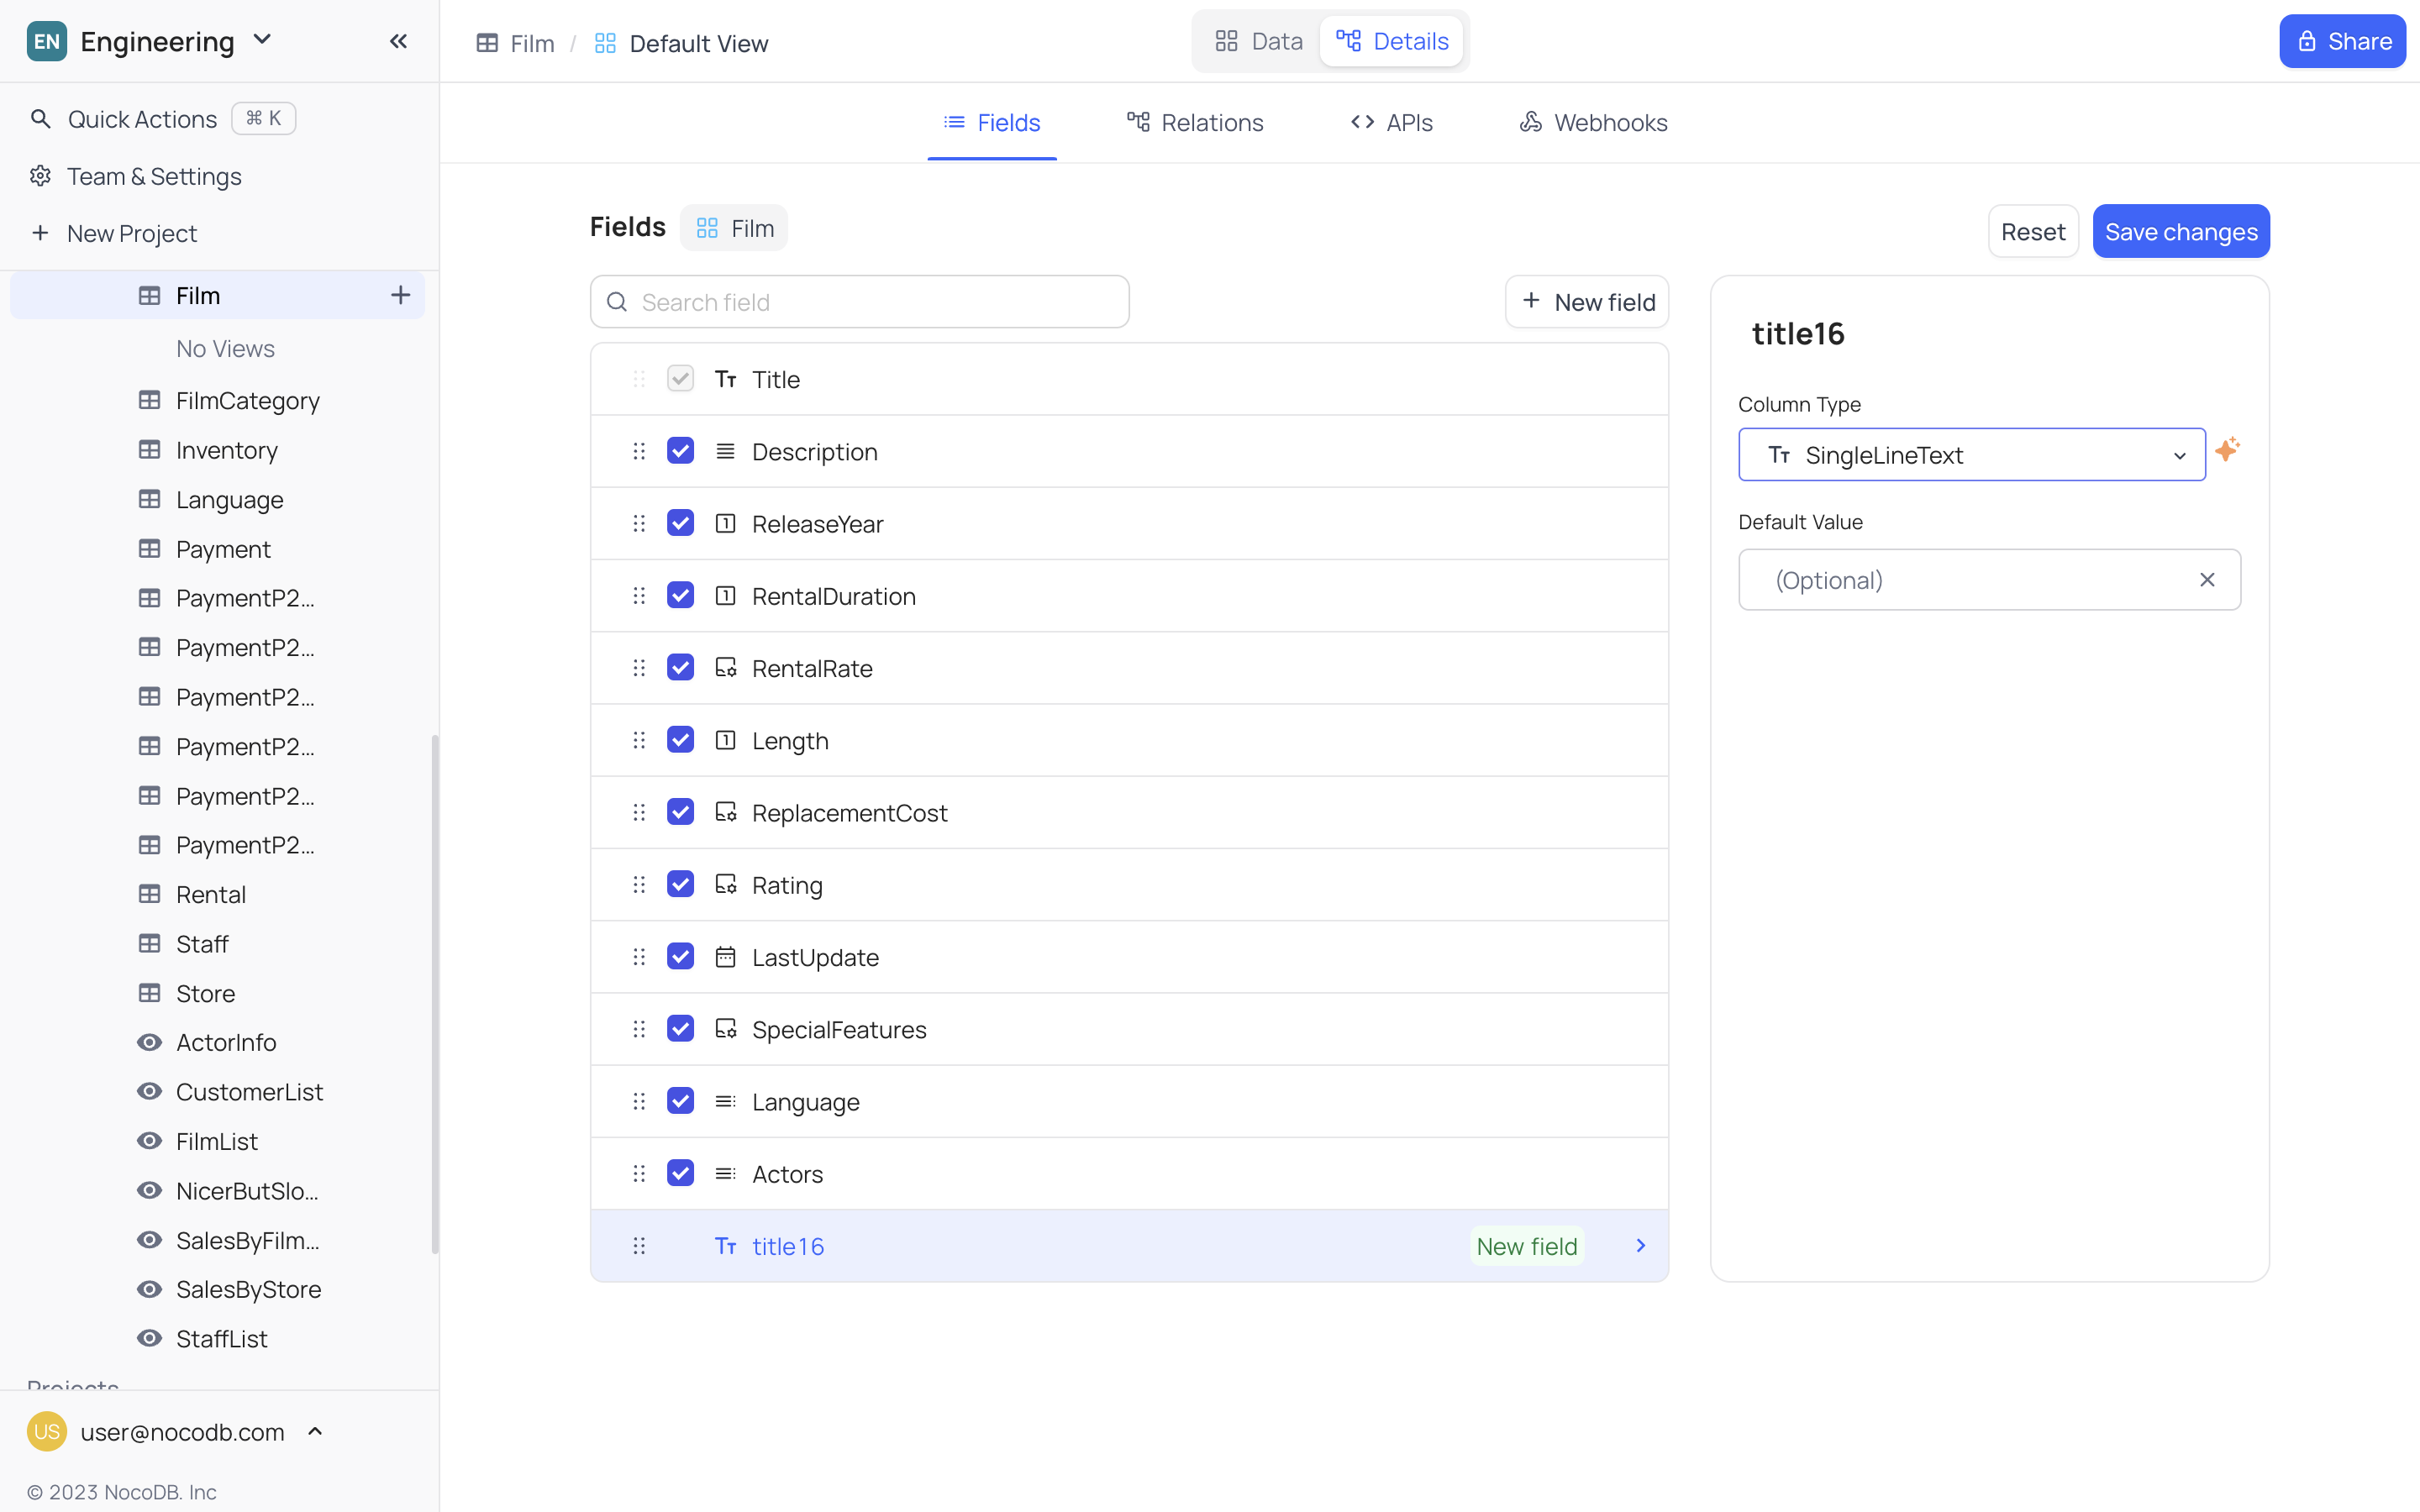 EN Engineering
Quick Actions ⌘ K
Team & Settings
New Project
Film
No Views
FilmCategory
Inventory
Language
Payment
PaymentP2...
PaymentP2...
PaymentP2...
PaymentP2...
PaymentP2...
PaymentP2...
Rental
Staff
Store
ActorInfo
CustomerList
FilmList
NicerButSlo...
SalesByFilm...
SalesByStore
StaffList
Projects
US user@nocodb.com
© 2023 NocoDB. Inc
Film / Default View
Data Details
Share
Fields Relations APIs Webhooks
Fields Film
Reset Save changes
Search field
New field
Title
Description
ReleaseYear
RentalDuration
RentalRate
Length
ReplacementCost
Rating
LastUpdate
SpecialFeatures
Language
Actors
title16 New field
title16
Column Type
SingleLineText
Default Value
(Optional)